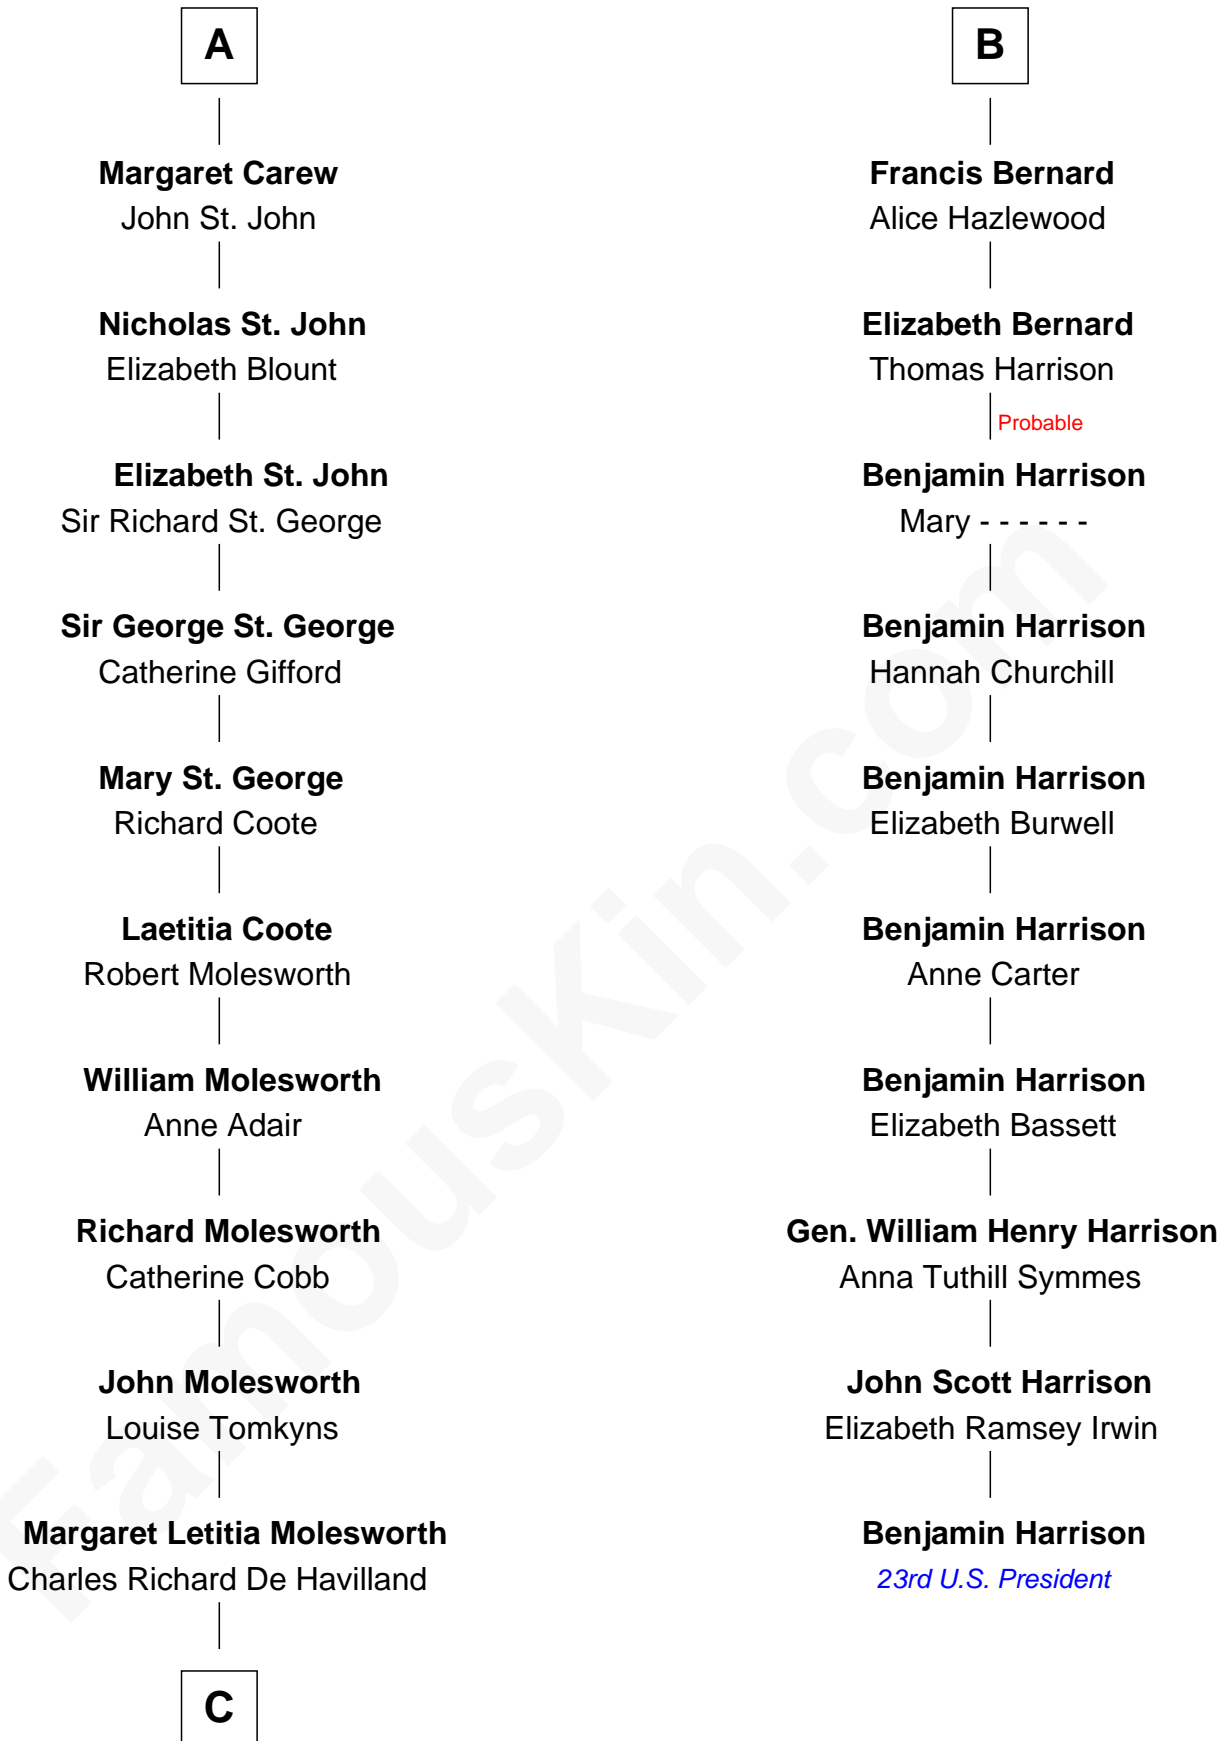 A
Margaret Carew
John St. John
Nicholas St. John
Elizabeth Blount
Elizabeth St. John
Sir Richard St. George
Sir George St. George
Catherine Gifford
Mary St. George
Richard Coote
Laetitia Coote
Robert Molesworth
William Molesworth
Anne Adair
Richard Molesworth
Catherine Cobb
John Molesworth
Louise Tomkyns
Margaret Letitia Molesworth
Charles Richard De Havilland
C
B
Francis Bernard
Alice Hazlewood
Elizabeth Bernard
Thomas Harrison
Probable
Benjamin Harrison
Mary - - - - - -
Benjamin Harrison
Hannah Churchill
Benjamin Harrison
Elizabeth Burwell
Benjamin Harrison
Anne Carter
Benjamin Harrison
Elizabeth Bassett
Gen. William Henry Harrison
Anna Tuthill Symmes
John Scott Harrison
Elizabeth Ramsey Irwin
Benjamin Harrison
23rd U.S. President
FamousKin.com